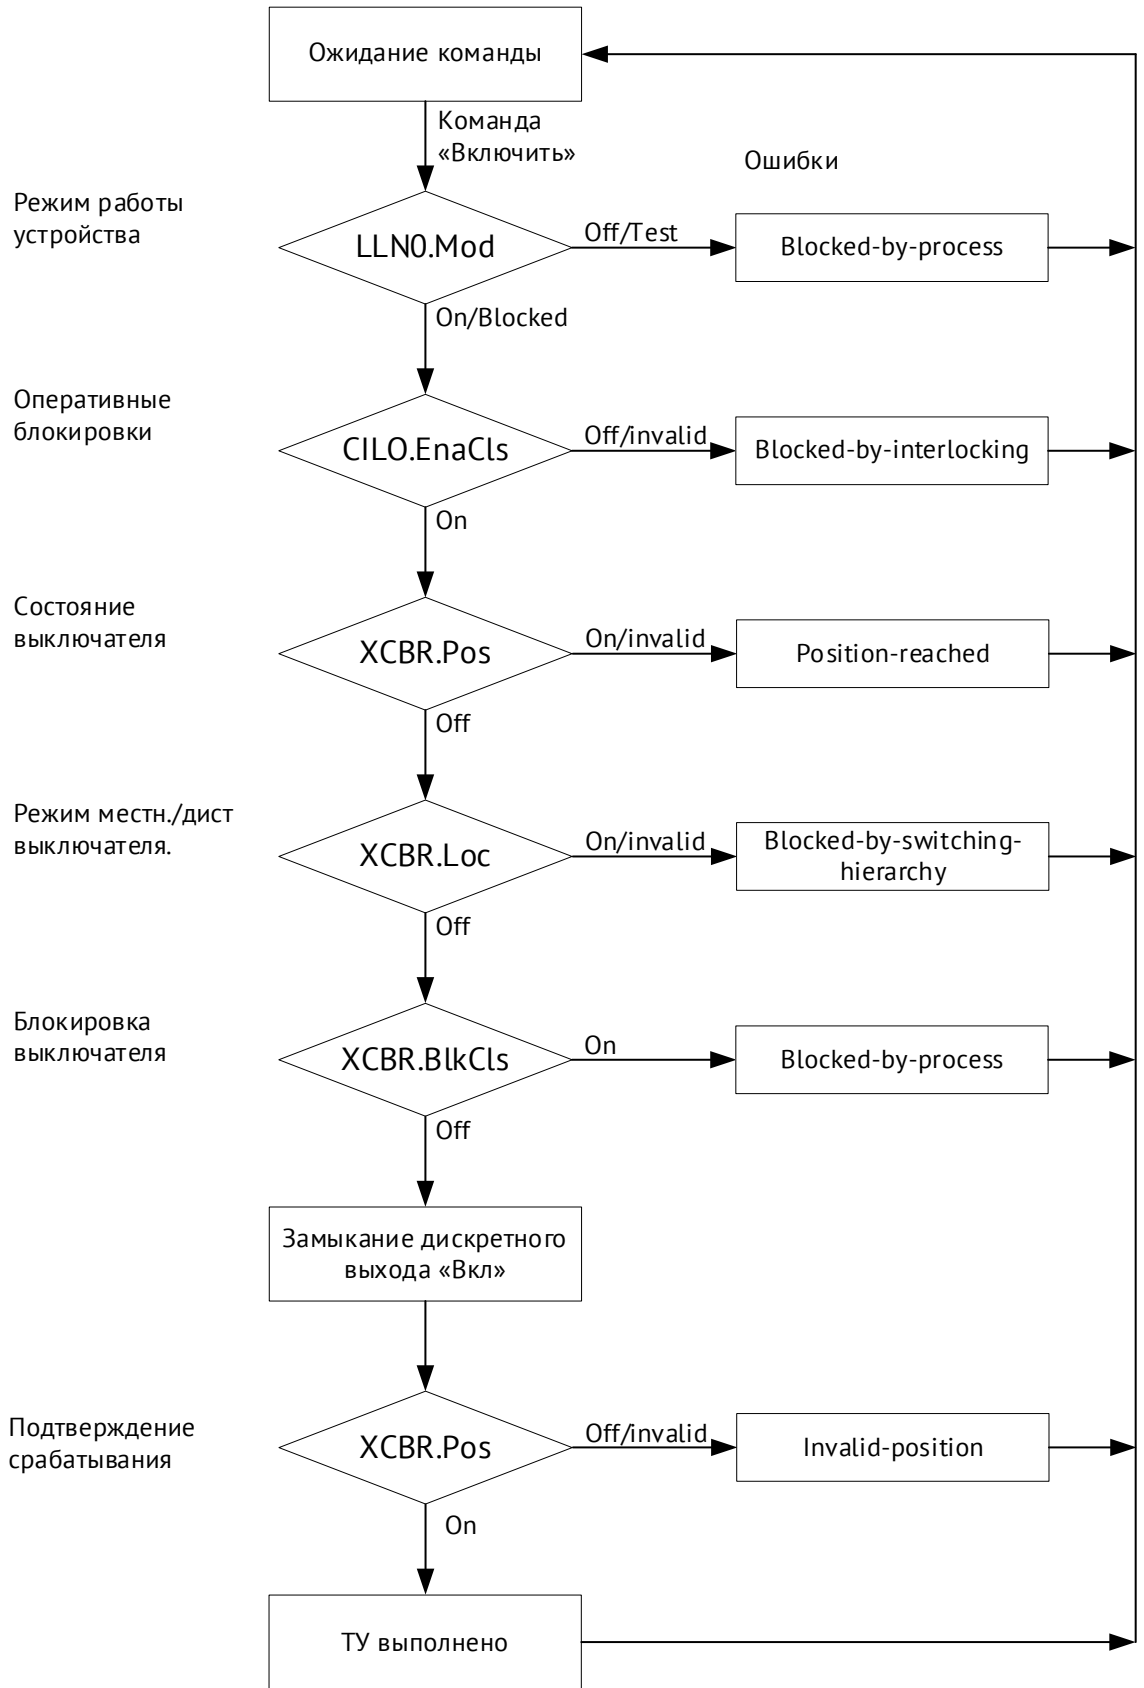 Ожидание команды
Команда
«Включить»
Ошибки
Режим работы
устройства
LLN0.Mod
Off/Test
Blocked-by-process
On/Blocked
Оперативные
блокировки
CILO.EnaCls
Off/invalid
Blocked-by-interlocking
On
Состояние
выключателя
XCBR.Pos
On/invalid
Position-reached
Off
Режим местн./дист
выключателя.
XCBR.Loc
On/invalid
Blocked-by-switching-
hierarchy
Off
Блокировка
выключателя
XCBR.BlkCls
On
Blocked-by-process
Off
Замыкание дискретного
выхода «Вкл»
Подтверждение
срабатывания
XCBR.Pos
Off/invalid
Invalid-position
On
ТУ выполнено